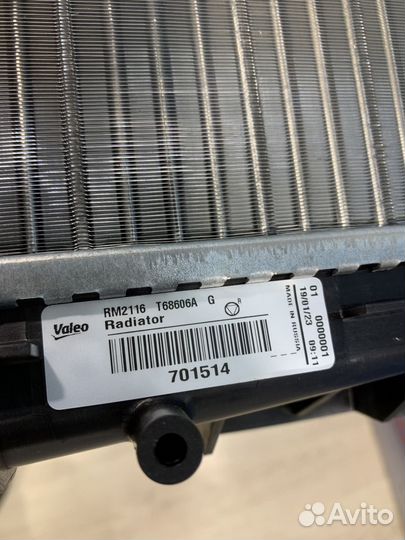 Valeo
RM2116 T68606A G R
Radiator
701514
MADE IN RUSSIA
19/01/23 09:11
01 0000001
Avito